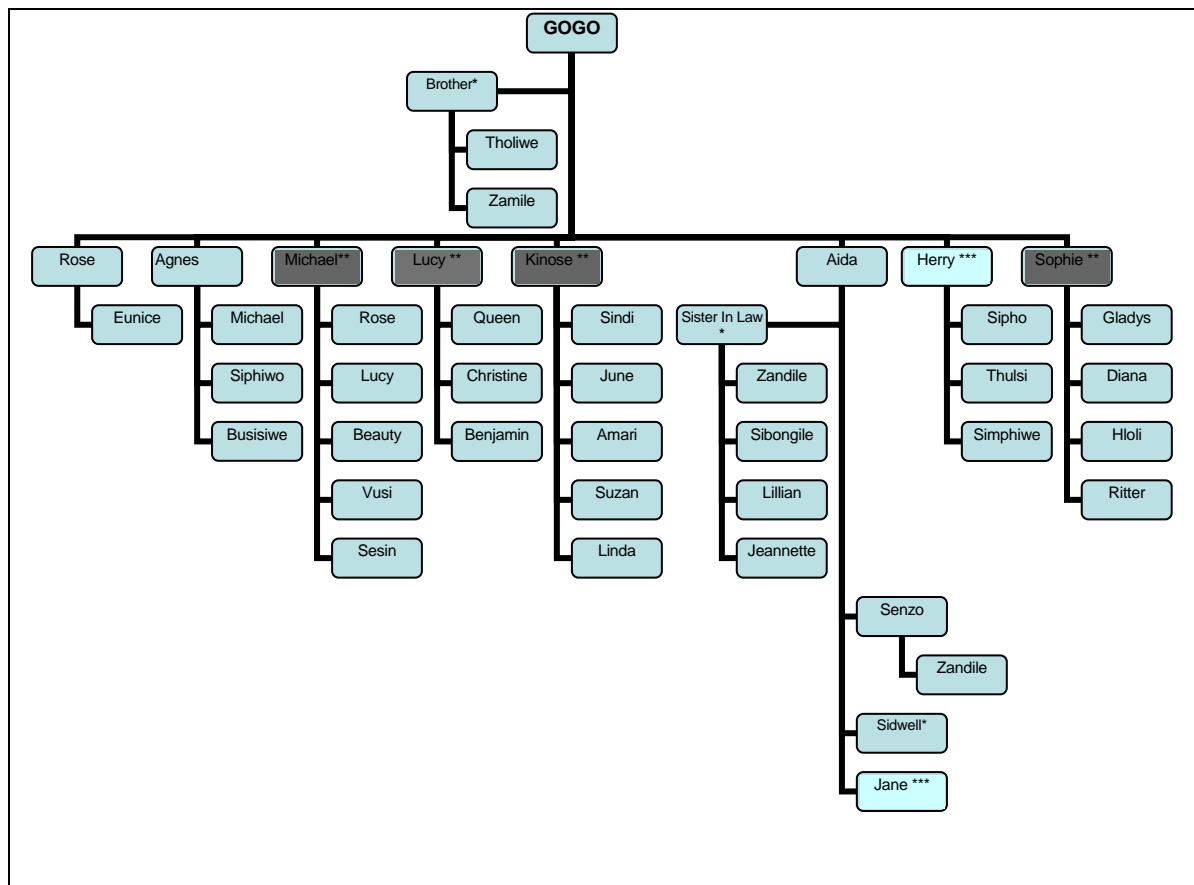 GOGO
Brother*
Tholiwe
Zamile
Rose
Agnes
Michael**
Lucy **
Kinose **
Aida
Herry ***
Sophie **
Eunice
Michael
Siphiwo
Busisiwe
Rose
Lucy
Beauty
Vusi
Sesin
Queen
Christine
Benjamin
Sindi
June
Amari
Suzan
Linda
Sister In Law
*
Zandile
Sibongile
Lillian
Jeannette
Senzo
Zandile
Sidwell*
Jane ***
Sipho
Thulsi
Simphiwe
Gladys
Diana
Hloli
Ritter